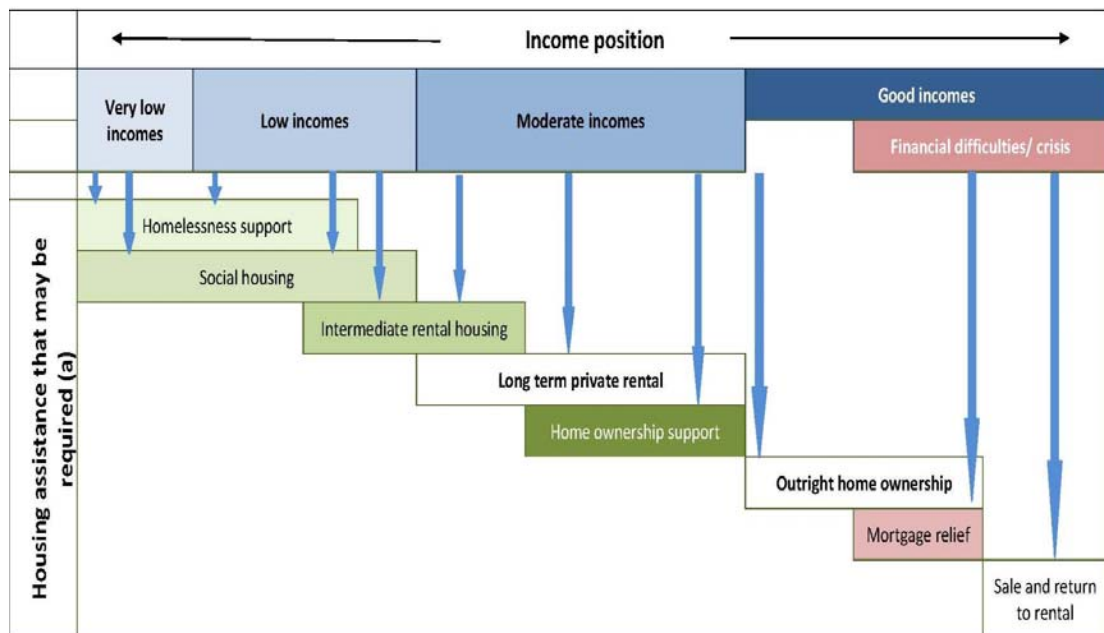 Income position
Very low
incomes
Low incomes
Moderate incomes
Good incomes
Financial difficulties/ crisis
Housing assistance that may be
required (a)
Homelessness support
Social housing
Intermediate rental housing
Long term private rental
Home ownership support
Outright home ownership
Mortgage relief
Sale and return
to rental